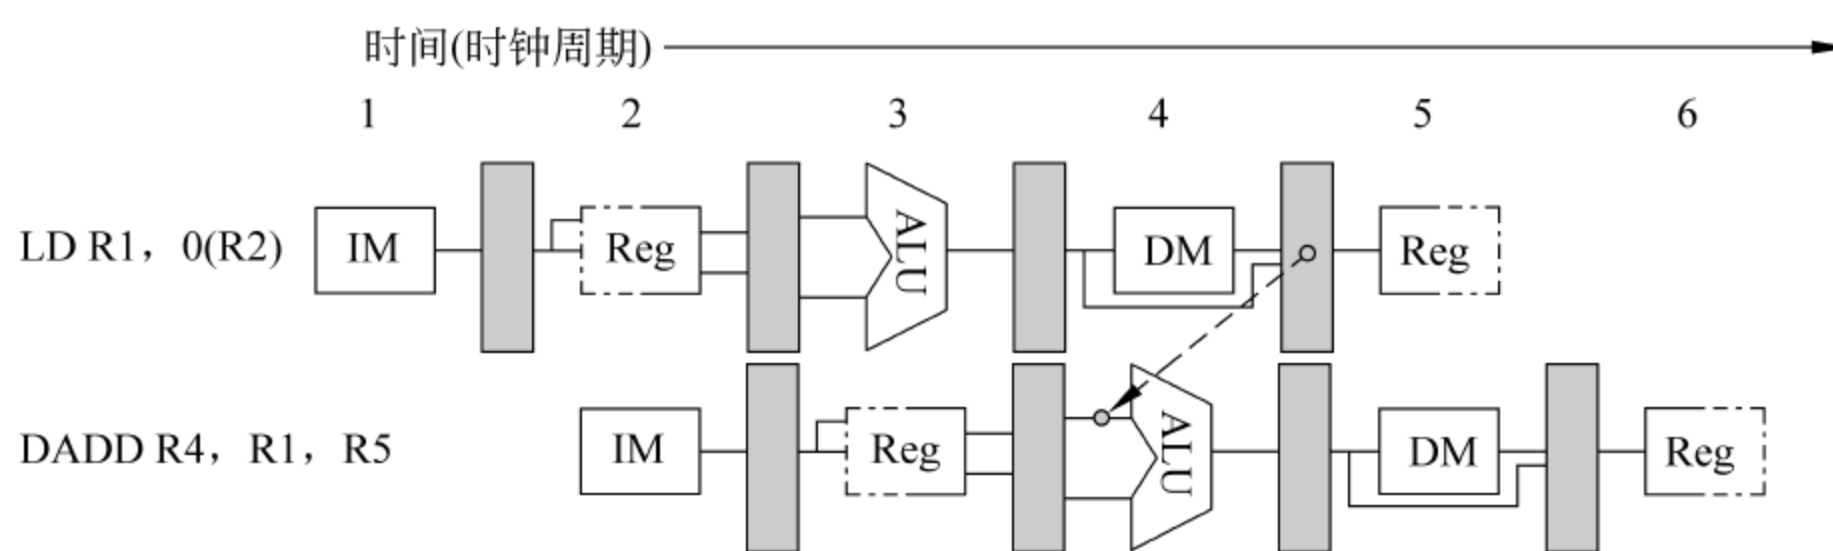 时间(时钟周期)
1 2 3 4 5 6
LD R1，0(R2) IM Reg ALU DM Reg
DADD R4，R1，R5 IM Reg ALU DM Reg